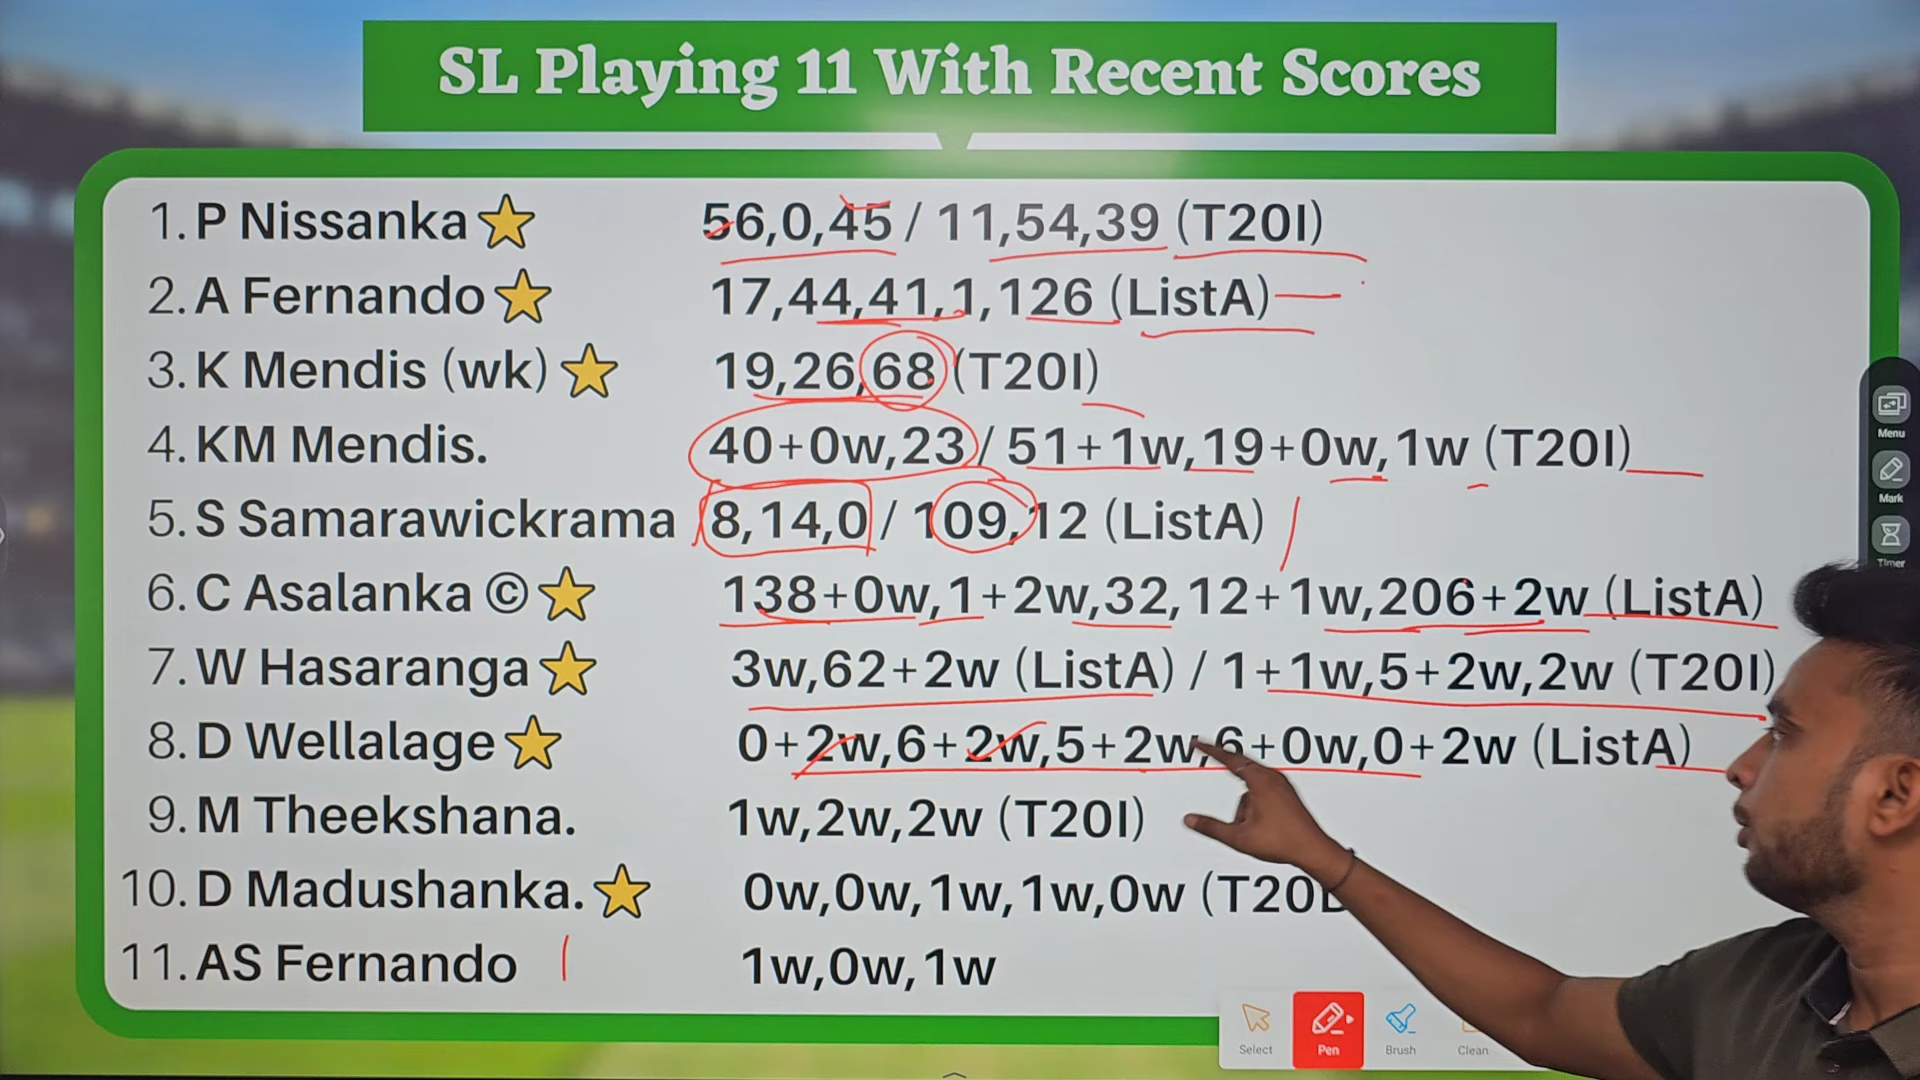 SL Playing 11 With Recent Scores
1. P Nissanka 56,0,45 / 11,54,39 (T20I)
2. A Fernando 17,44,41,1,126 (ListA)
3. K Mendis (wk) 19,26,68 (T20I)
4. KM Mendis. 40+0w,23 / 51+1w,19+0w,1w (T20I)
5. S Samarawickrama 8,14,0 / 109,12 (ListA)
6. C Asalanka © 138+0w,1+2w,32,12+1w,206+2w (ListA)
7. W Hasaranga 3w,62+2w (ListA) / 1+1w,5+2w,2w (T20I)
8. D Wellalage 0+2w,6+2w,5+2w,6+0w,0+2w (ListA)
9. M Theekshana. 1w,2w,2w (T20I)
10. D Madushanka. 0w,0w,1w,1w,0w
11. AS Fernando 1w,0w,1w
Menu
Mark
Timer
Select Pen Brush Clean